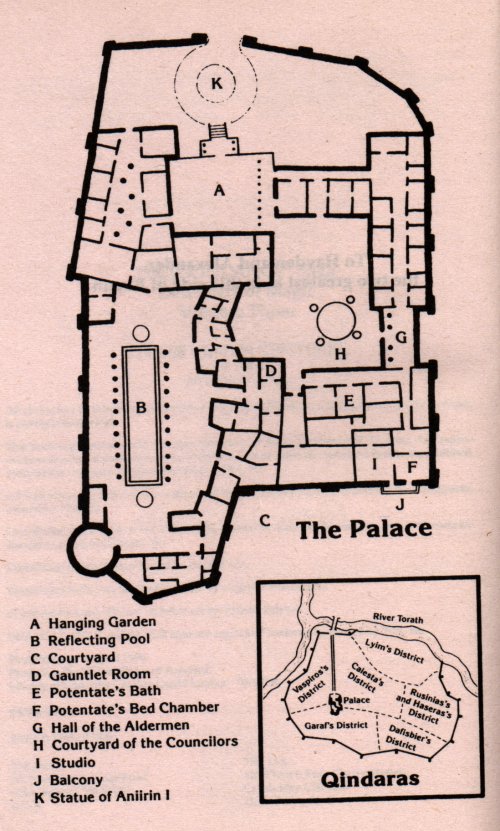 K
A
G
H
D
E
B
I
F
J
C
The Palace
A Hanging Garden
B Reflecting Pool
C Courtyard
D Gauntlet Room
E Potentate's Bath
F Potentate's Bed Chamber
G Hall of the Aldermen
H Courtyard of the Councilors
I Studio
J Balcony
K Statue of Aniirin I
River Torath
Lyim's District
Vaspiros's
District
Calesta's
District
Rusinias's
and Haseras's
District
Palace
Garaf's District
Dafisbier's
District
Qindaras